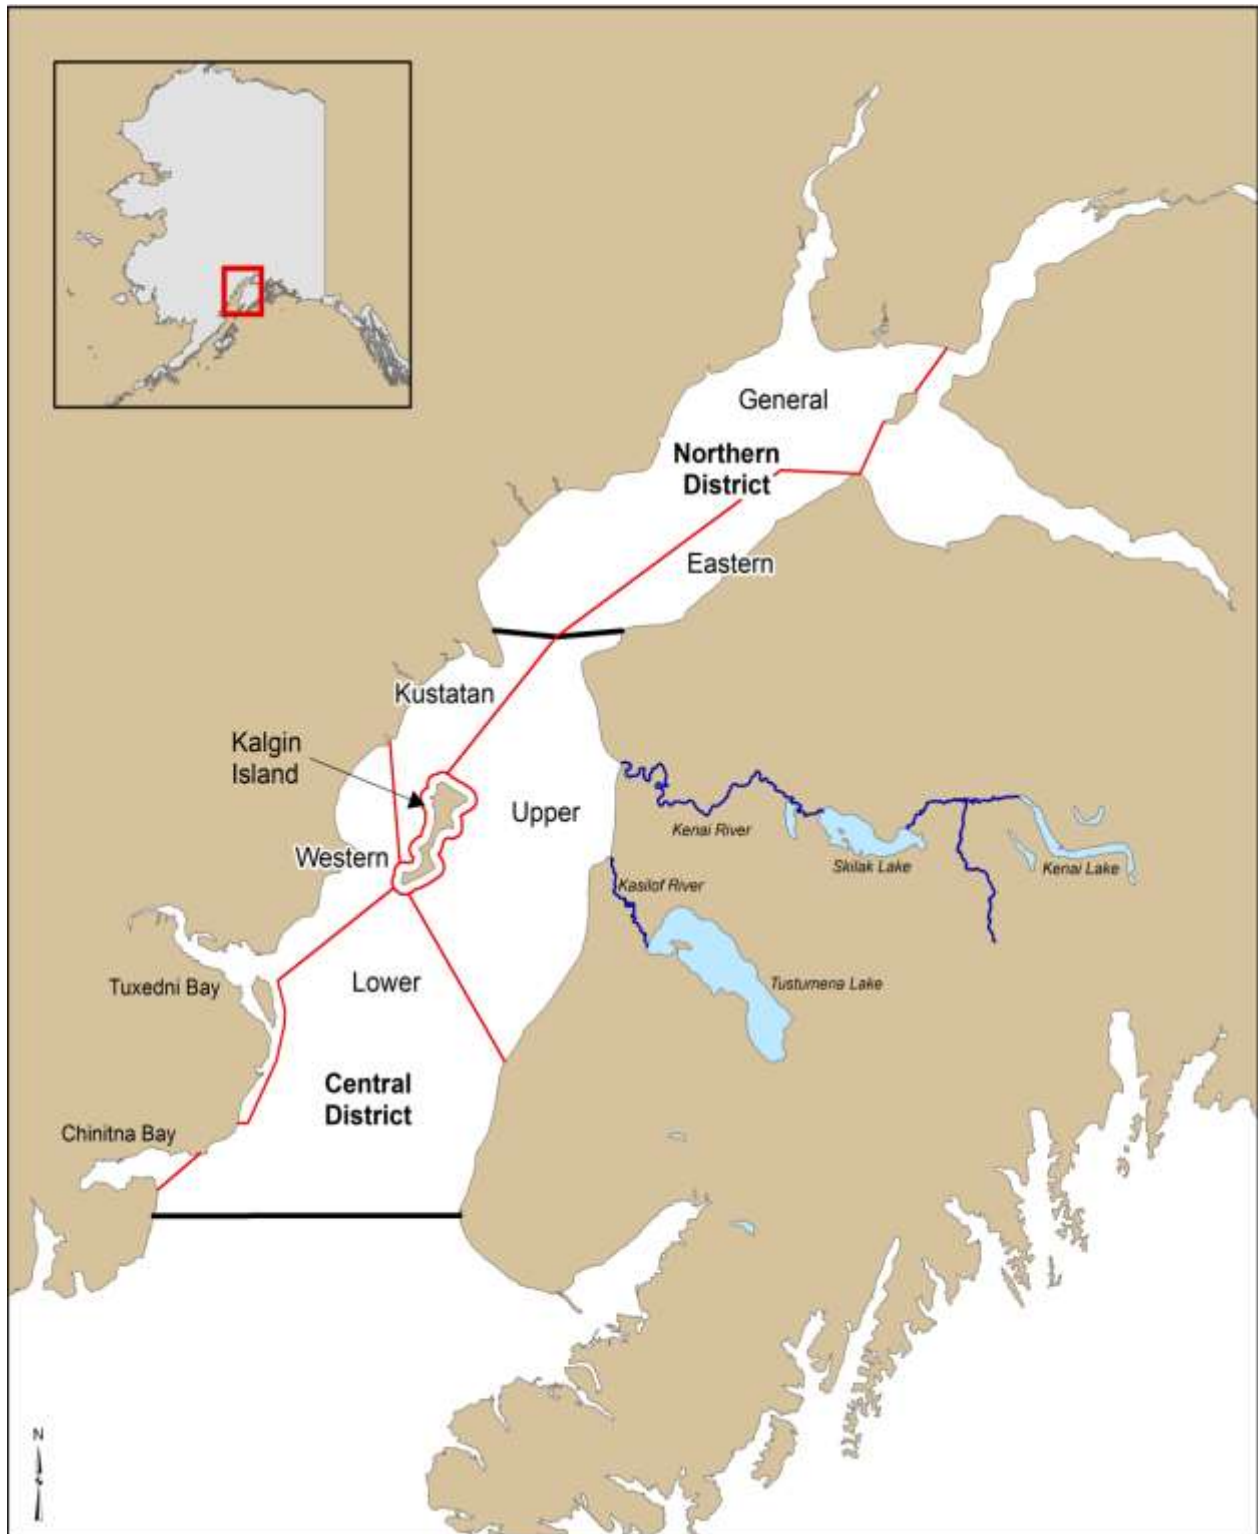 General
Northern
District
Eastern
Kustatan
Kalgin
Island
Upper
Western
Kenai River
Skilak Lake
Kenai Lake
Kasilof River
Tuxedni Bay
Lower
Tustumena Lake
Central
District
Chinitna Bay
N